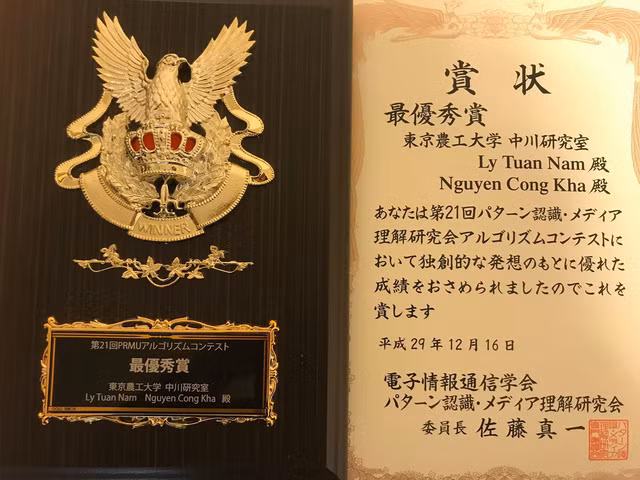 WINNER
第21回PRMUアルゴリズムコンテスト
最優秀賞
東京農工大学 中川研究室
Ly Tuan Nam Nguyen Cong Kha 殿
賞状
最優秀賞
東京農工大学 中川研究室
Ly Tuan Nam 殿
Nguyen Cong Kha 殿
あなたは第21回パターン認識・メディア
理解研究会アルゴリズムコンテストに
おいて独創的な発想のもとに優れた
成績をおさめられましたのでこれを
賞します
平成29年12月16日
電子情報通信学会
パターン認識・メディア理解研究会
委員長 佐藤真一